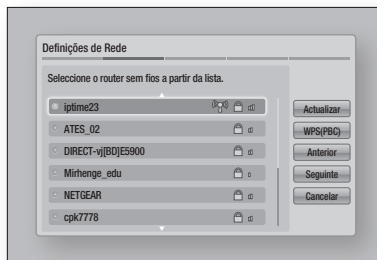 Definições de Rede
Seleccione o router sem fios a partir da lista.
iptime23
ATES_02
DIRECT-vj[BD]E5900
Mirhenge_edu
NETGEAR
cpk7778
Actualizar
WPS(PBC)
Anterior
Seguinte
Cancelar